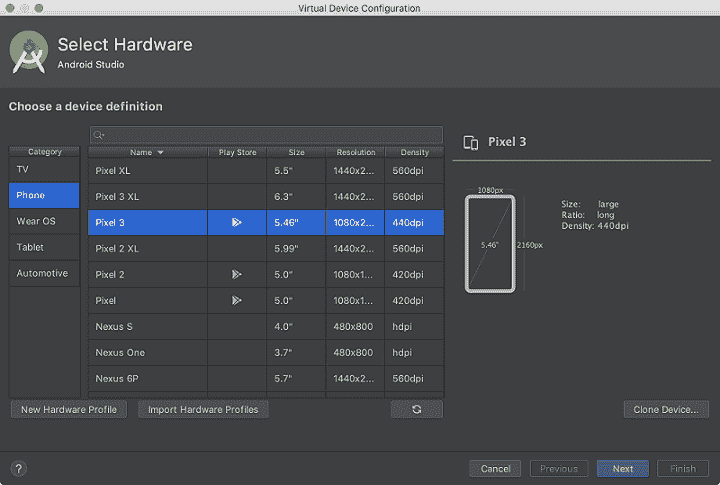 Virtual Device Configuration
Select Hardware
Android Studio
Choose a device definition
Category
TV
Phone
Wear OS
Tablet
Automotive
Name ▼ Play Store Size Resolution Density
Pixel XL 5.5" 1440x2... 560dpi
Pixel 3 XL 6.3" 1440x2... 560dpi
Pixel 3 5.46" 1080x2... 440dpi
Pixel 2 XL 5.99" 1440x2... 560dpi
Pixel 2 5.0" 1080x1... 420dpi
Pixel 5.0" 1080x1... 420dpi
Nexus S 4.0" 480x800 hdpi
Nexus One 3.7" 480x800 hdpi
Nexus 6P 5.7" 1440x2... 560dpi
New Hardware Profile Import Hardware Profiles
Pixel 3
1080px
5.46"
2160px
Size: large
Ratio: long
Density: 440dpi
Clone Device...
? Cancel Previous Next Finish